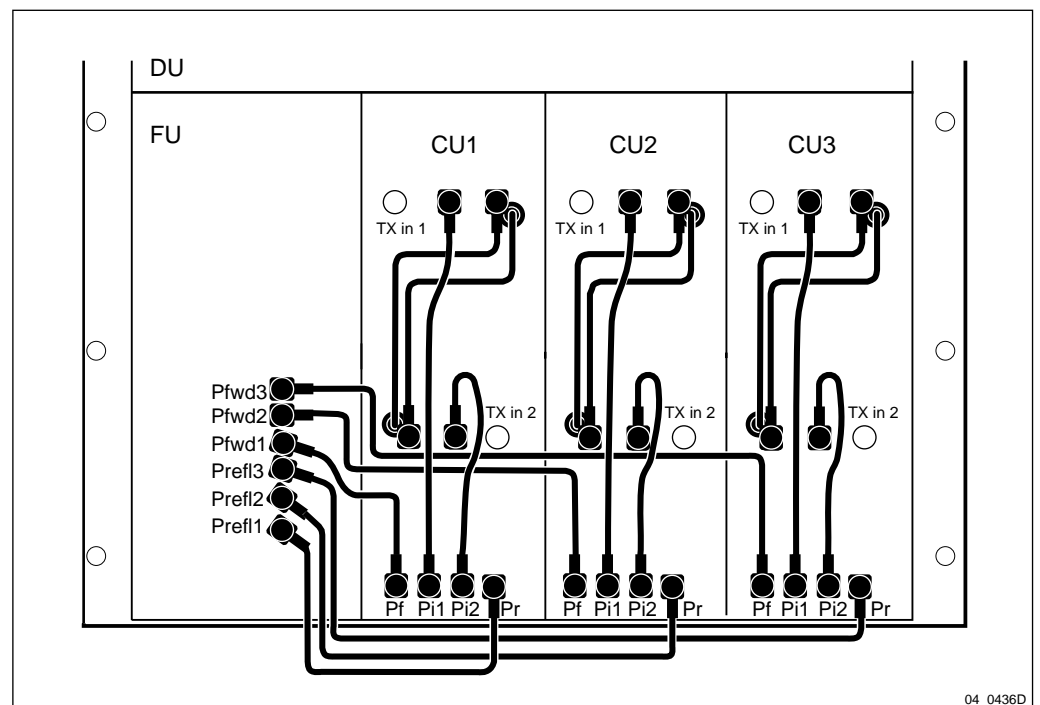 DU
FU
CU1 CU2 CU3
TX in 1 TX in 1 TX in 1
Pfwd3
Pfwd2
Pfwd1
Prefl3
Prefl2
Prefl1
TX in 2 TX in 2 TX in 2
Pf Pi1 Pi2 Pr Pf Pi1 Pi2 Pr Pf Pi1 Pi2 Pr
04_0436D